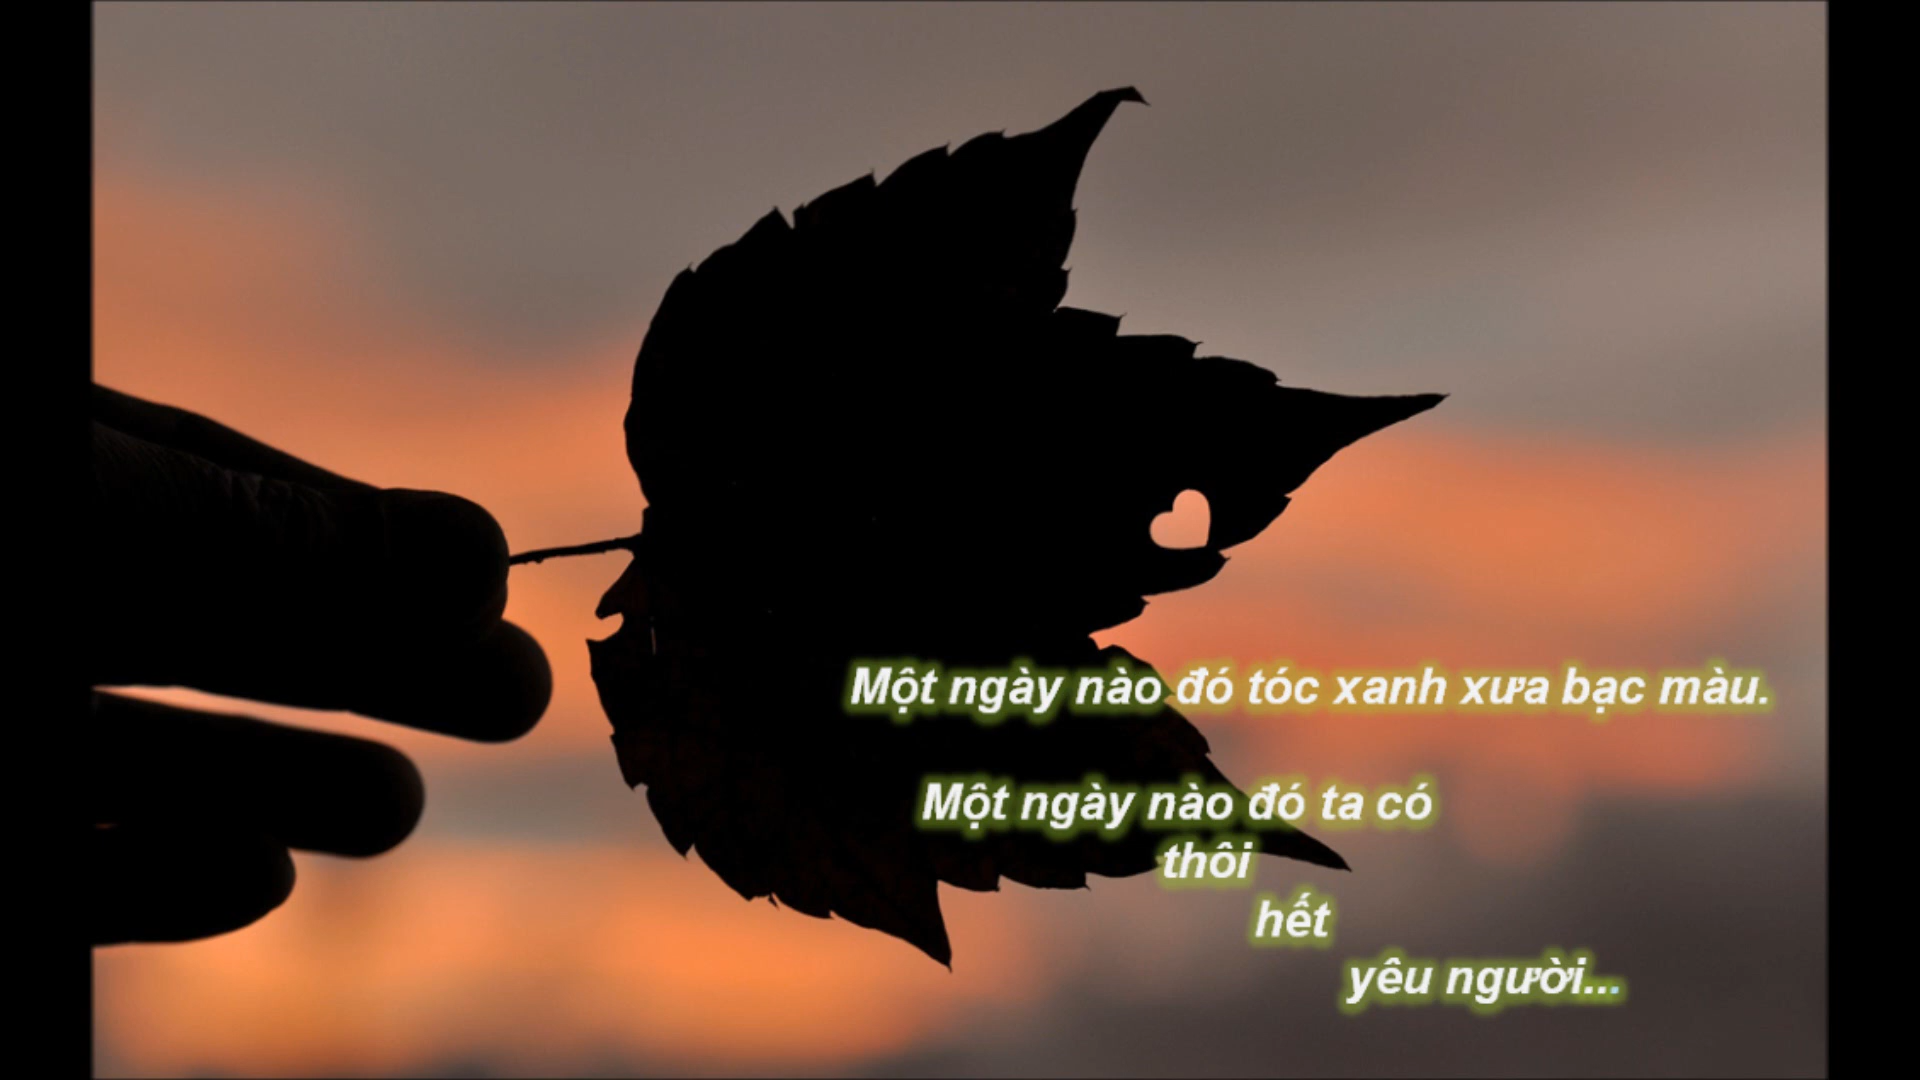 Một ngày nào đó tóc xanh xưa bạc màu.
Một ngày nào đó ta có
thôi
hết
yêu người...